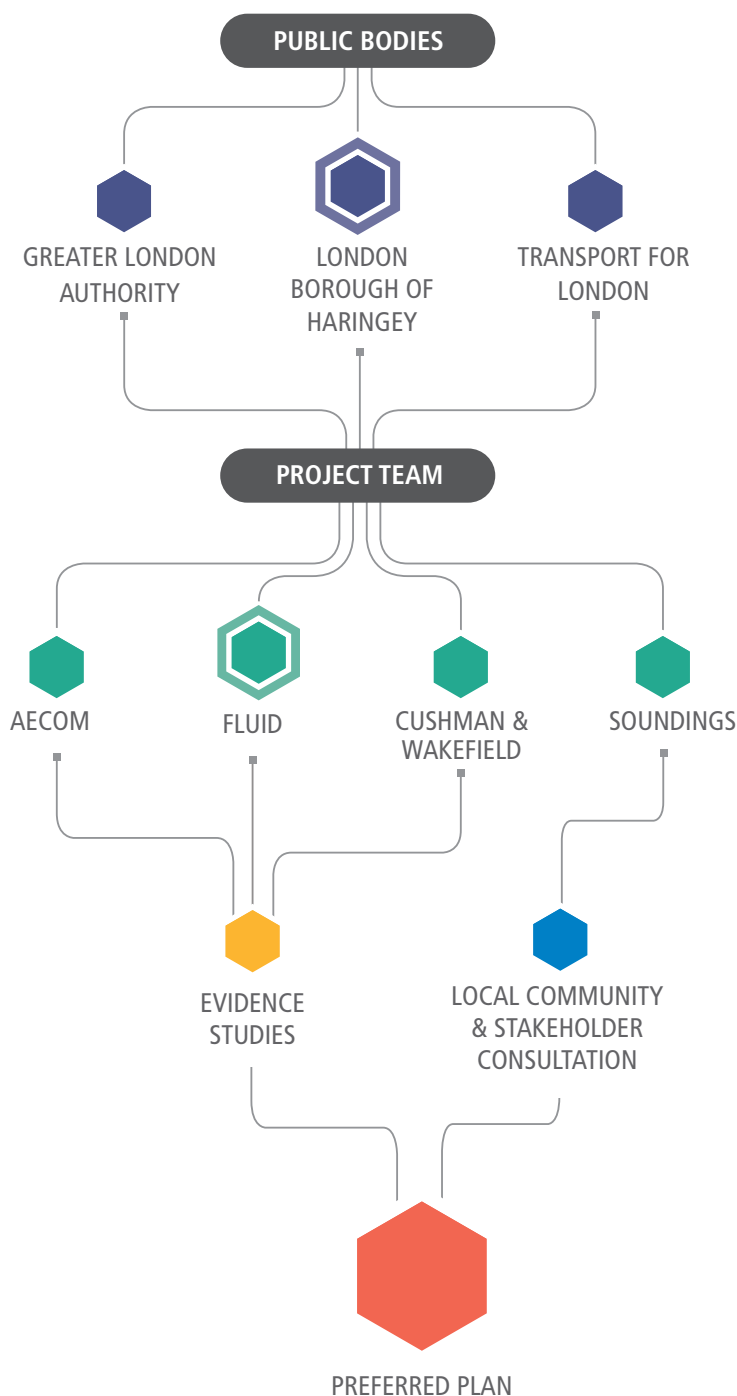 PUBLIC BODIES
GREATER LONDON
AUTHORITY
LONDON
BOROUGH OF
HARINGEY
TRANSPORT FOR
LONDON
PROJECT TEAM
AECOM
FLUID
CUSHMAN &
WAKEFIELD
SOUNDINGS
EVIDENCE
STUDIES
LOCAL COMMUNITY
& STAKEHOLDER
CONSULTATION
PREFERRED PLAN